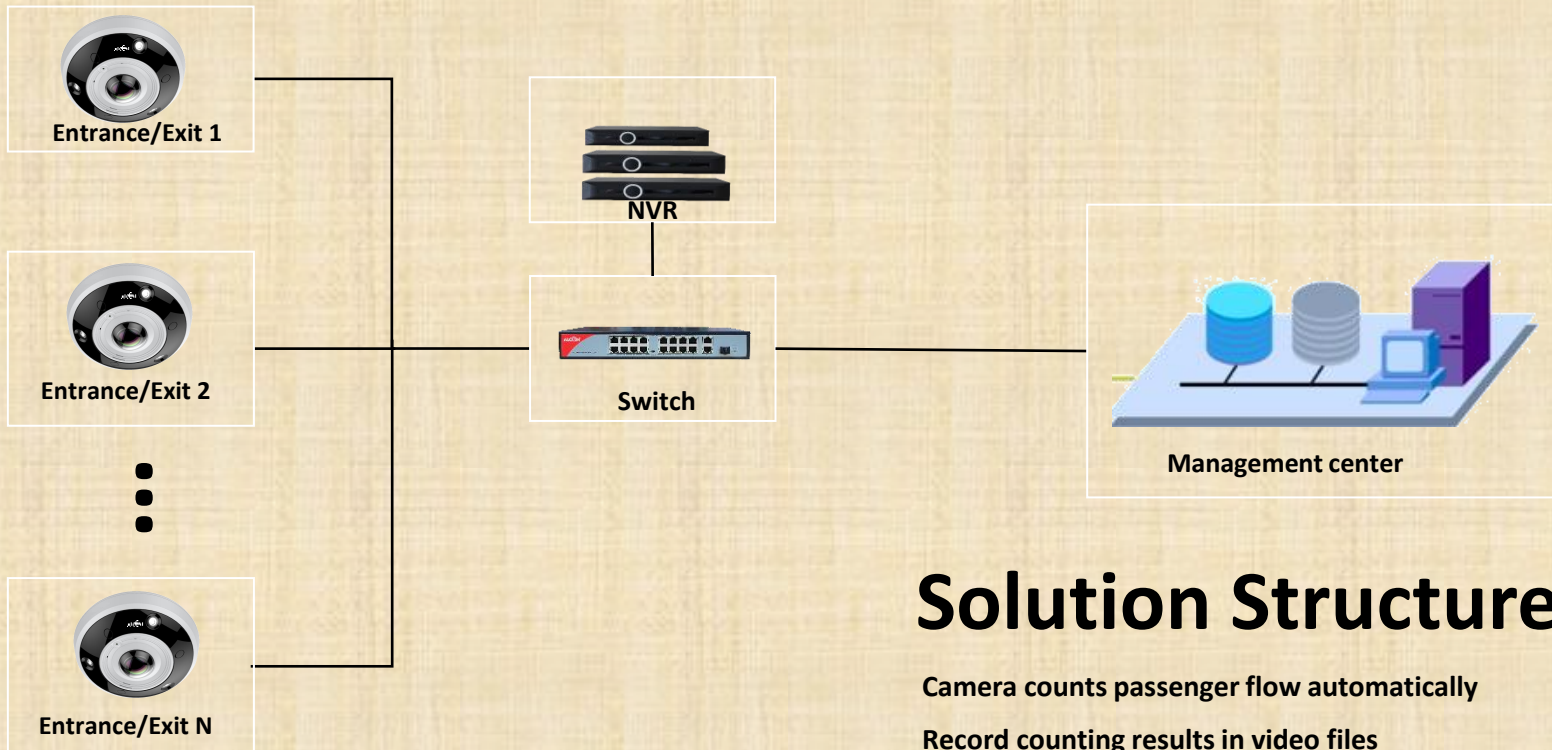 Entrance/Exit 1
NVR
Entrance/Exit 2
Switch
Management center
Entrance/Exit N
Solution Structure
Camera counts passenger flow automatically
Record counting results in video files